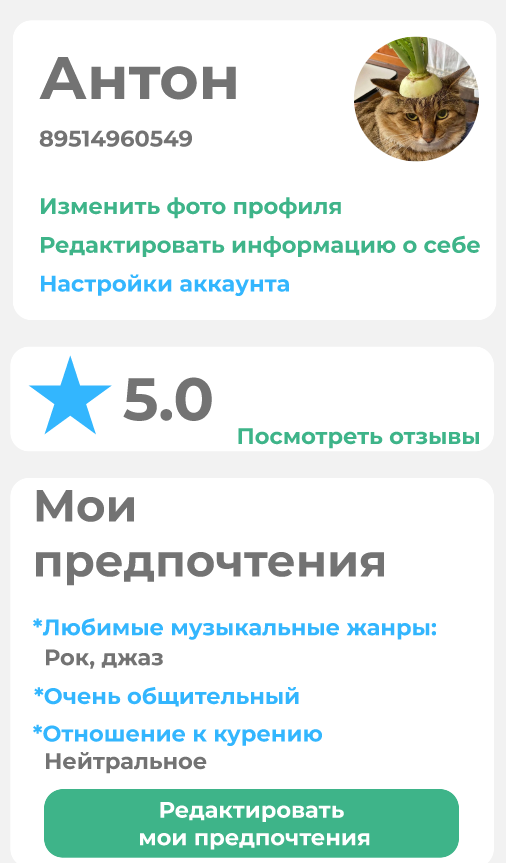 Антон
89514960549
Изменить фото профиля
Редактировать информацию о себе
Настройки аккаунта
5.0
Посмотреть отзывы
Мои
предпочтения
*Любимые музыкальные жанры:
Рок, джаз
*Очень общительный
*Отношение к курению
Нейтральное
Редактировать
мои предпочтения